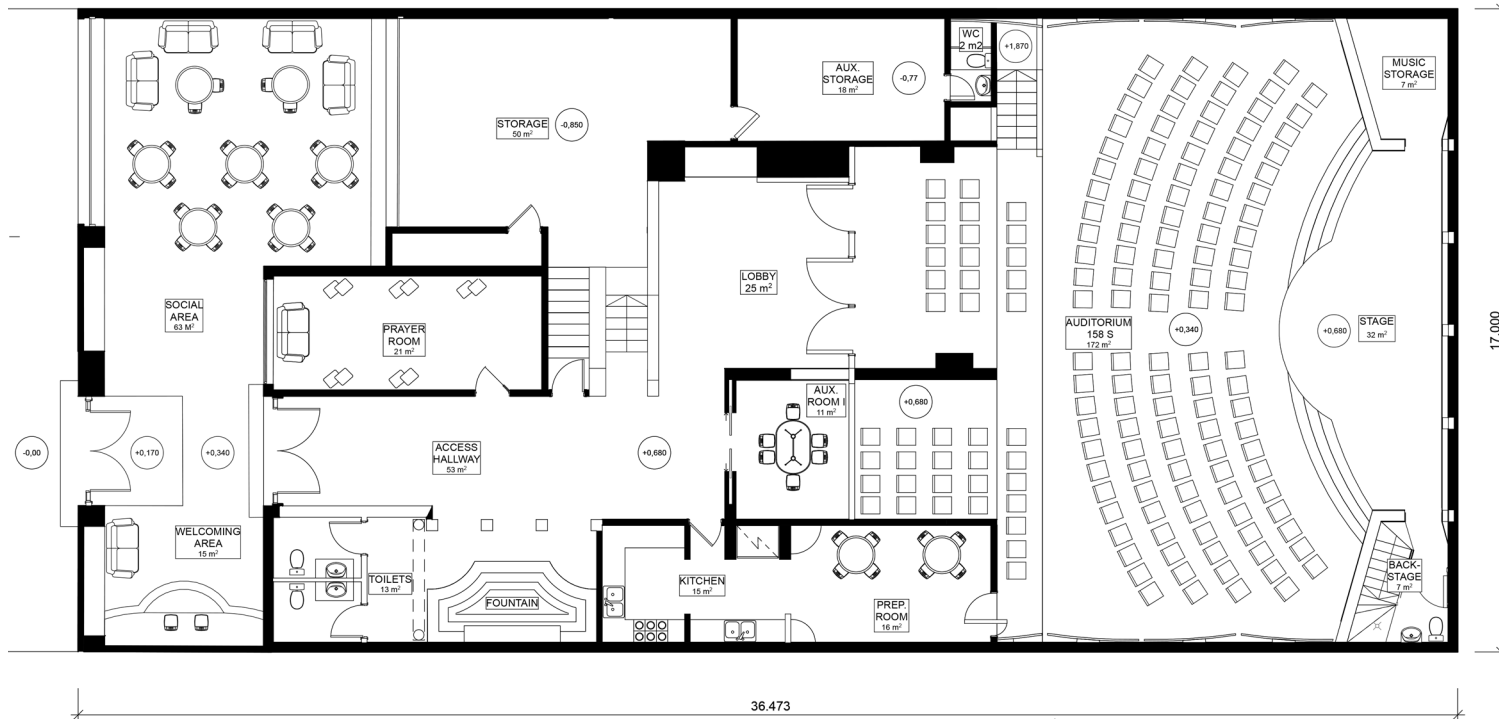 WC
2 m2
+1,870
AUX.
STORAGE
18 m²
-0,77
MUSIC
STORAGE
7 m²
STORAGE
50 m²
-0,850
LOBBY
25 m²
SOCIAL
AREA
63 M²
PRAYER
ROOM
21 m²
AUDITORIUM
158 S
172 m²
+0,340
+0,680
STAGE
32 m²
17.000
AUX.
ROOM I
11 m²
+0,680
-0,00
+0,170
+0,340
ACCESS
HALLWAY
53 m²
+0,680
WELCOMING
AREA
15 m²
TOILETS
13 m²
FOUNTAIN
KITCHEN
15 m²
PREP.
ROOM
16 m²
BACK-
STAGE
7 m²
36.473